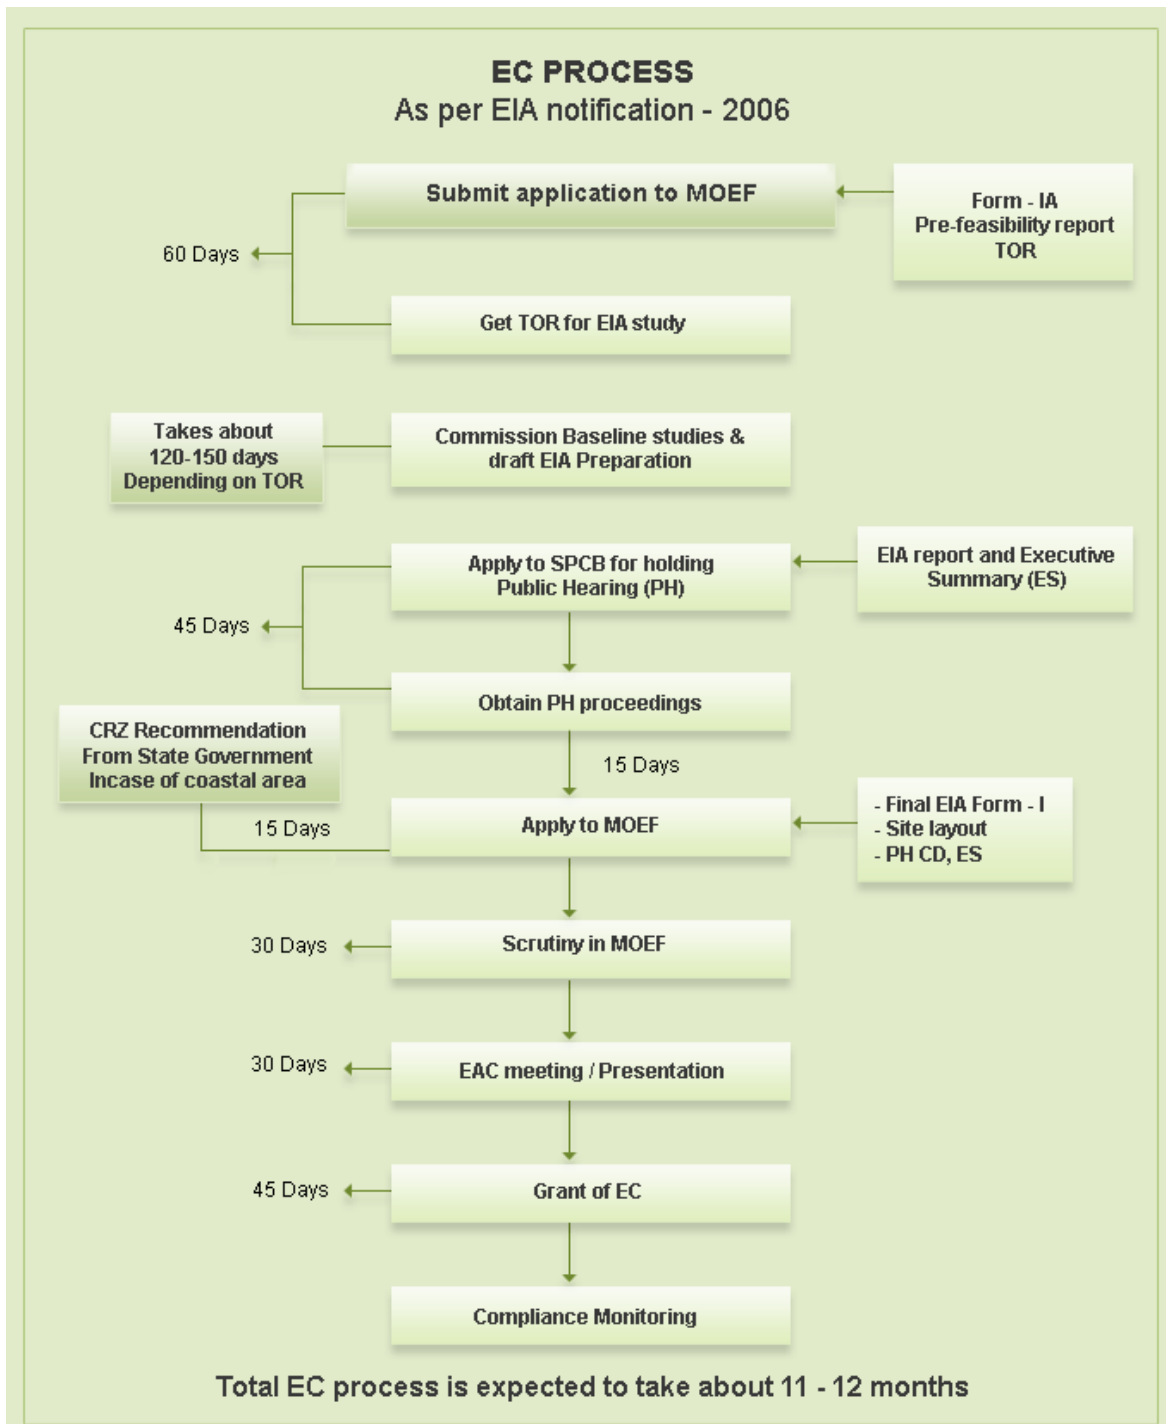 EC PROCESS
As per EIA notification - 2006
Submit application to MOEF
Form - IA
Pre-feasibility report
TOR
60 Days
Get TOR for EIA study
Takes about
120-150 days
Depending on TOR
Commission Baseline studies &
draft EIA Preparation
Apply to SPCB for holding
Public Hearing (PH)
EIA report and Executive
Summary (ES)
45 Days
Obtain PH proceedings
CRZ Recommendation
From State Government
Incase of coastal area
15 Days
15 Days
Apply to MOEF
- Final EIA Form - I
- Site layout
- PH CD, ES
30 Days
Scrutiny in MOEF
30 Days
EAC meeting / Presentation
45 Days
Grant of EC
Compliance Monitoring
Total EC process is expected to take about 11 - 12 months